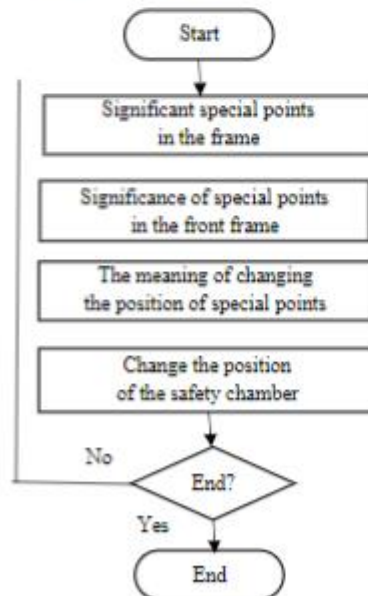 Start
Significant special points
in the frame
Significance of special points
in the front frame
The meaning of changing
the position of special points
Change the position
of the safety chamber
No
End?
Yes
End